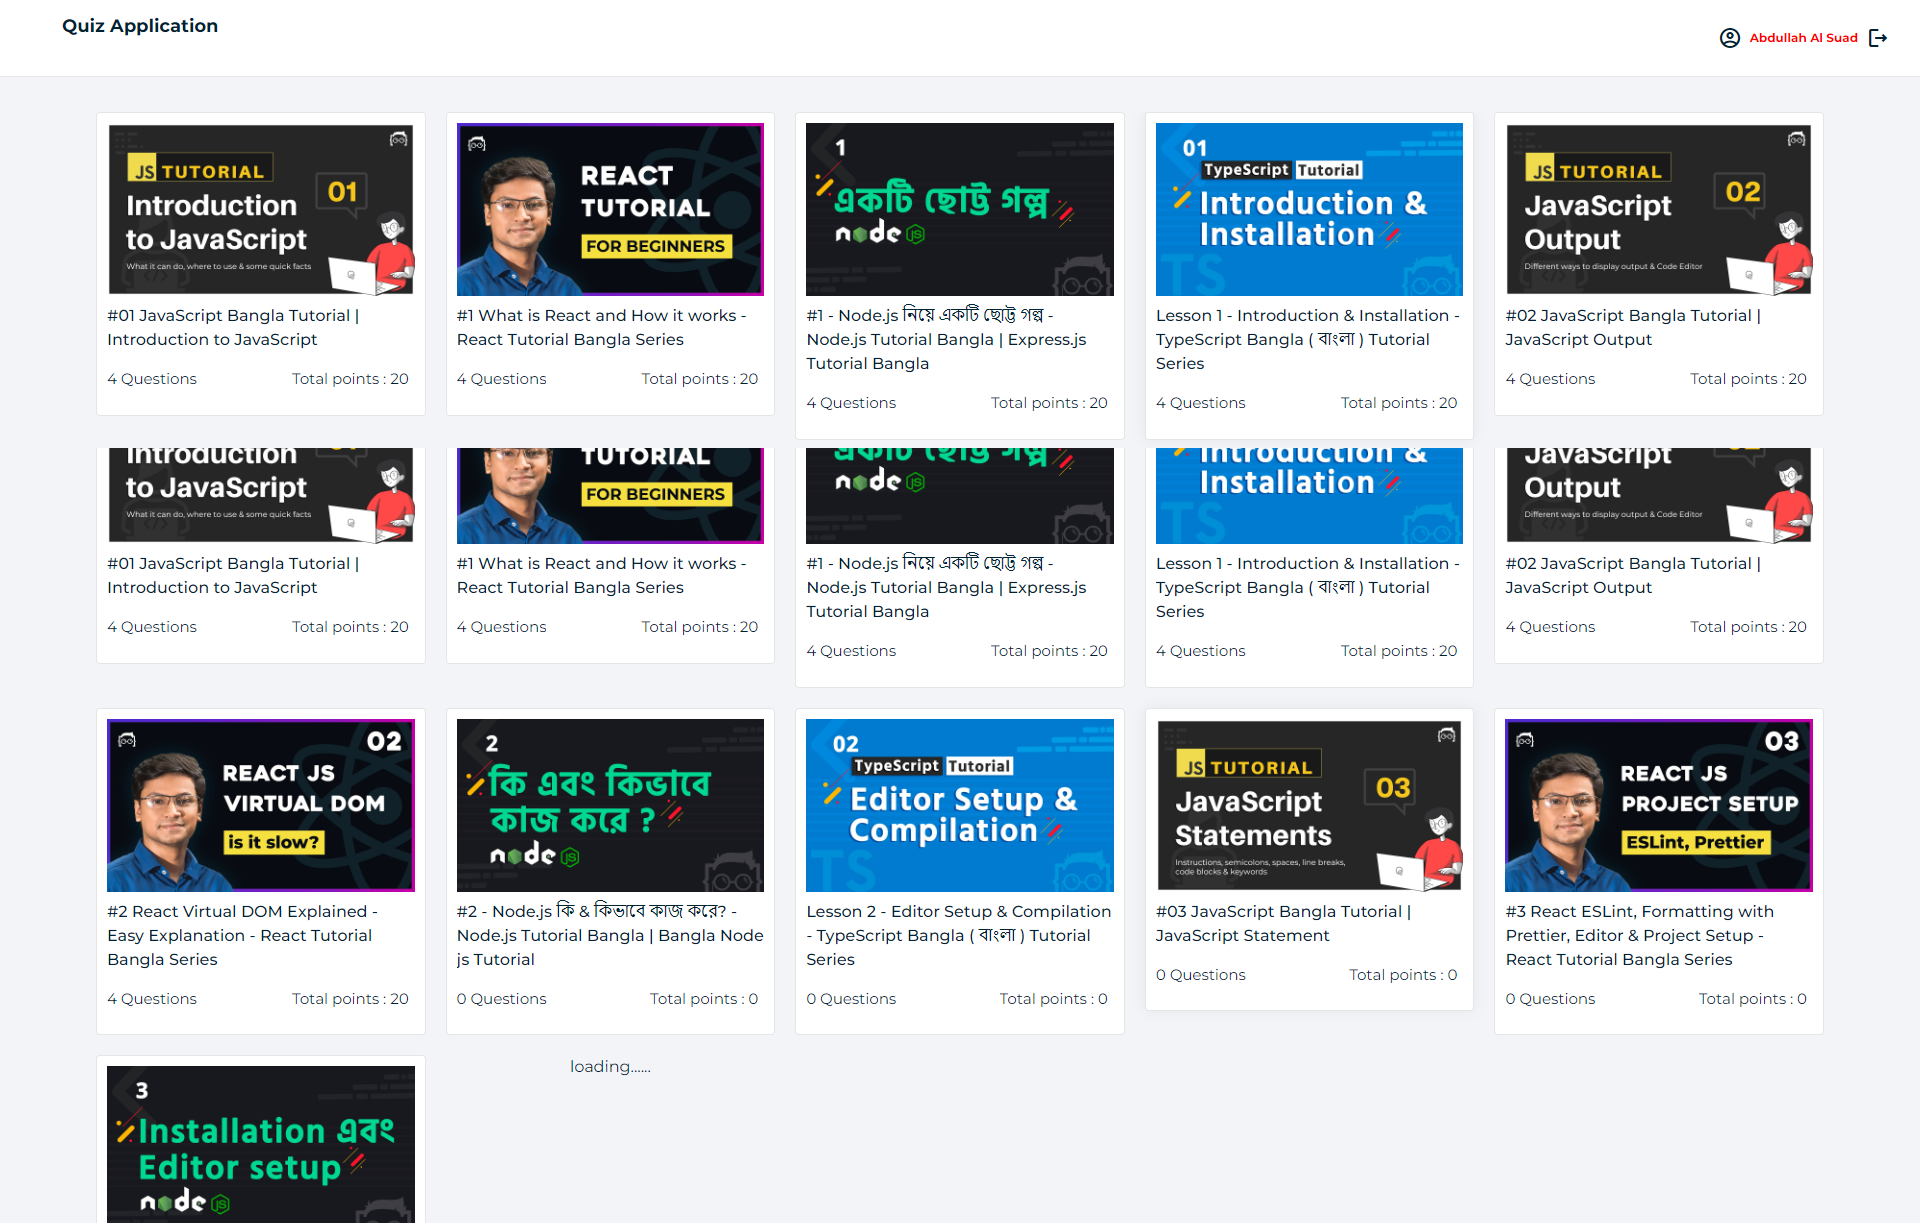 Quiz Application
Abdullah Al Suad
JS TUTORIAL
01
Introduction
to JavaScript
What it can do, where to use & some quick facts
#01 JavaScript Bangla Tutorial |
Introduction to JavaScript
4 Questions Total points : 20
REACT
TUTORIAL
FOR BEGINNERS
#1 What is React and How it works -
React Tutorial Bangla Series
4 Questions Total points : 20
1
একটি ছোট্ট গল্প
node JS
#1 - Node.js নিয়ে একটি ছোট্ট গল্প -
Node.js Tutorial Bangla | Express.js
Tutorial Bangla
4 Questions Total points : 20
01
TypeScript Tutorial
Introduction &
Installation
TS
Lesson 1 - Introduction & Installation -
TypeScript Bangla ( বাংলা ) Tutorial
Series
4 Questions Total points : 20
JS TUTORIAL
02
JavaScript
Output
Different ways to display output & Code Editor
#02 JavaScript Bangla Tutorial |
JavaScript Output
4 Questions Total points : 20
Introduction
to JavaScript
What it can do, where to use & some quick facts
#01 JavaScript Bangla Tutorial |
Introduction to JavaScript
4 Questions Total points : 20
TUTORIAL
FOR BEGINNERS
#1 What is React and How it works -
React Tutorial Bangla Series
4 Questions Total points : 20
একটি ছোট্ট গল্প
node JS
#1 - Node.js নিয়ে একটি ছোট্ট গল্প -
Node.js Tutorial Bangla | Express.js
Tutorial Bangla
4 Questions Total points : 20
Introduction &
Installation
TS
Lesson 1 - Introduction & Installation -
TypeScript Bangla ( বাংলা ) Tutorial
Series
4 Questions Total points : 20
JavaScript
Output
Different ways to display output & Code Editor
#02 JavaScript Bangla Tutorial |
JavaScript Output
4 Questions Total points : 20
02
REACT JS
VIRTUAL DOM
is it slow?
#2 React Virtual DOM Explained -
Easy Explanation - React Tutorial
Bangla Series
4 Questions Total points : 20
2
কি এবং কিভাবে
কাজ করে ?
node JS
#2 - Node.js কি & কিভাবে কাজ করে? -
Node.js Tutorial Bangla | Bangla Node
js Tutorial
0 Questions Total points : 0
02
TypeScript Tutorial
Editor Setup &
Compilation
TS
Lesson 2 - Editor Setup & Compilation
- TypeScript Bangla ( বাংলা ) Tutorial
Series
0 Questions Total points : 0
JS TUTORIAL
03
JavaScript
Statements
Instructions, semicolons, spaces, line breaks,
code blocks & keywords
#03 JavaScript Bangla Tutorial |
JavaScript Statement
0 Questions Total points : 0
03
REACT JS
PROJECT SETUP
ESLint, Prettier
#3 React ESLint, Formatting with
Prettier, Editor & Project Setup -
React Tutorial Bangla Series
0 Questions Total points : 0
3
Installation এবং
Editor setup
node JS
loading......